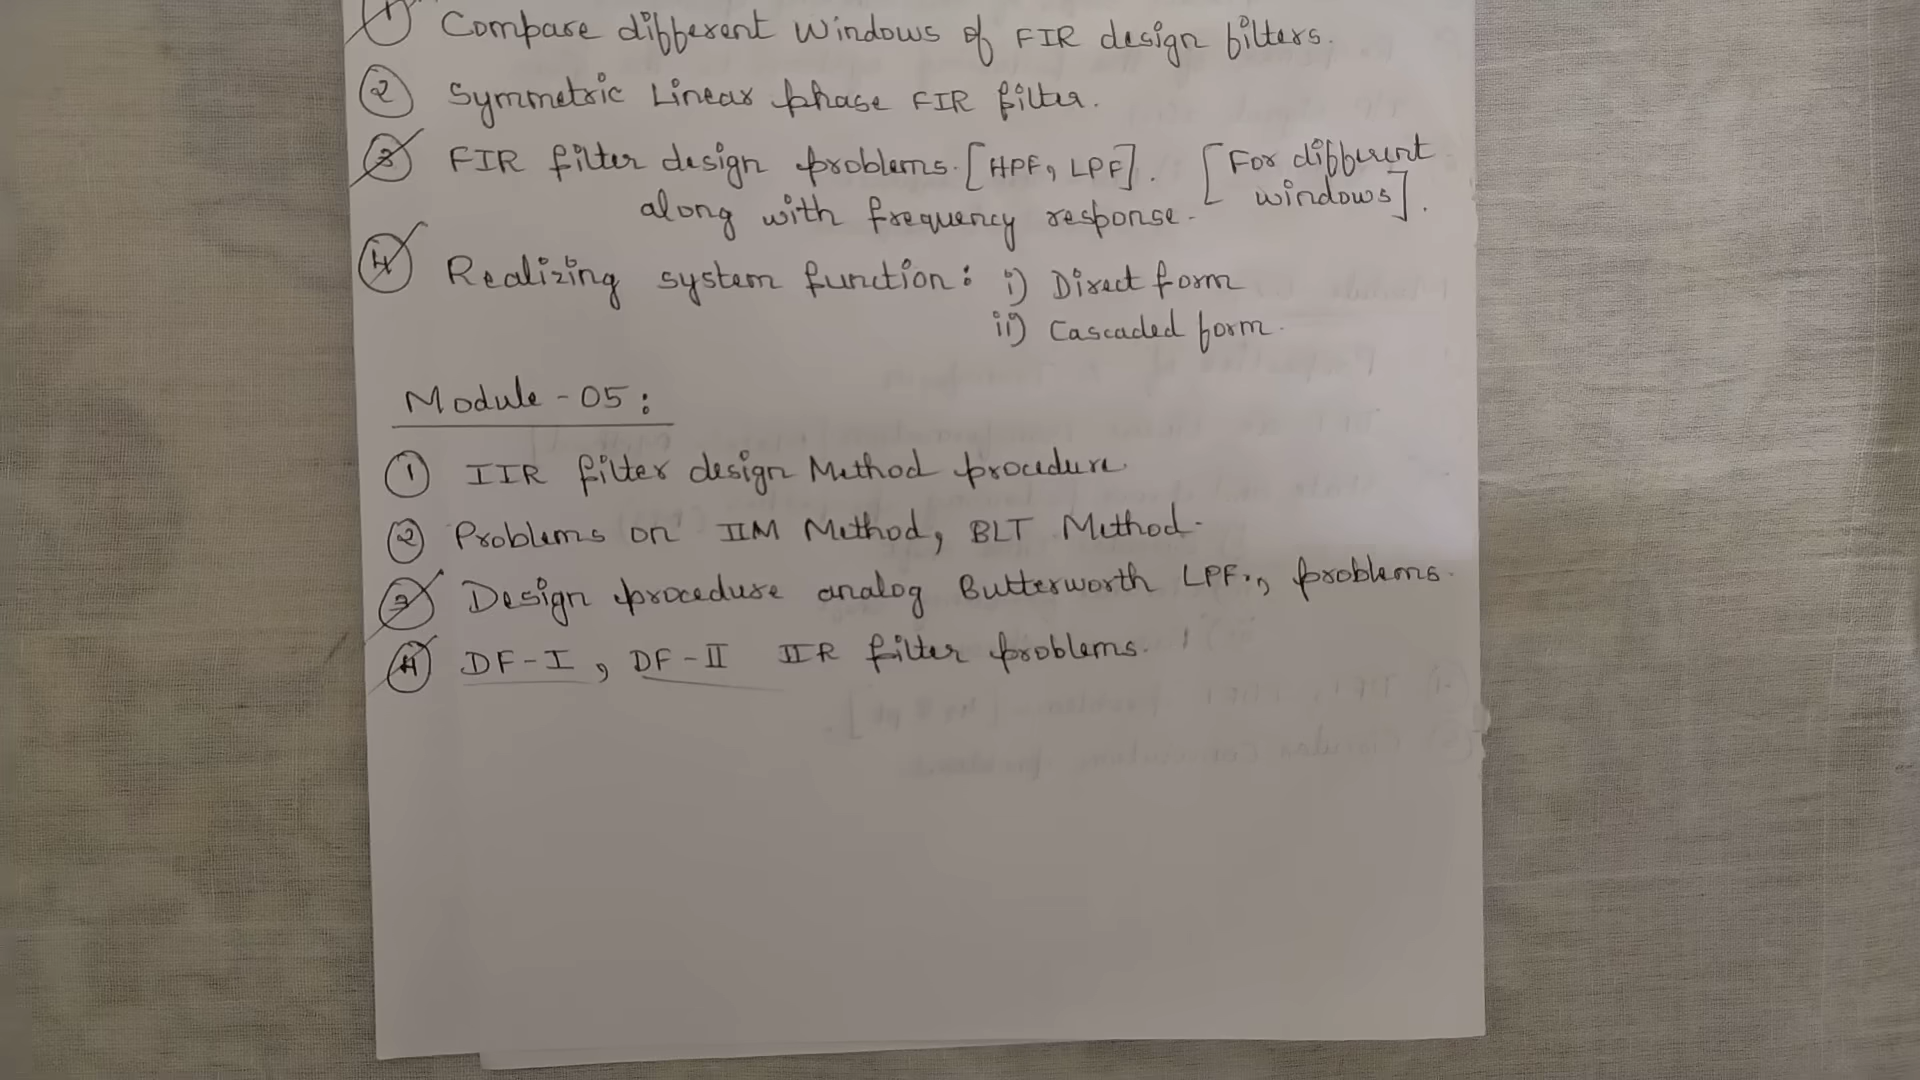 ① Compare different Windows of FIR design filters.
② Symmetric Linear phase FIR filter.
③ FIR filter design problems. [HPF, LPF]. [For different
along with frequency response. windows].
④ Realizing system function: i) Direct form
ii) Cascaded form.
Module - 05:
① IIR filter design Method procedure
② Problems on IIM Method, BLT Method.
③ Design procedure analog Butterworth LPF., problems.
④ DF-I, DF-II IIR filter problems.